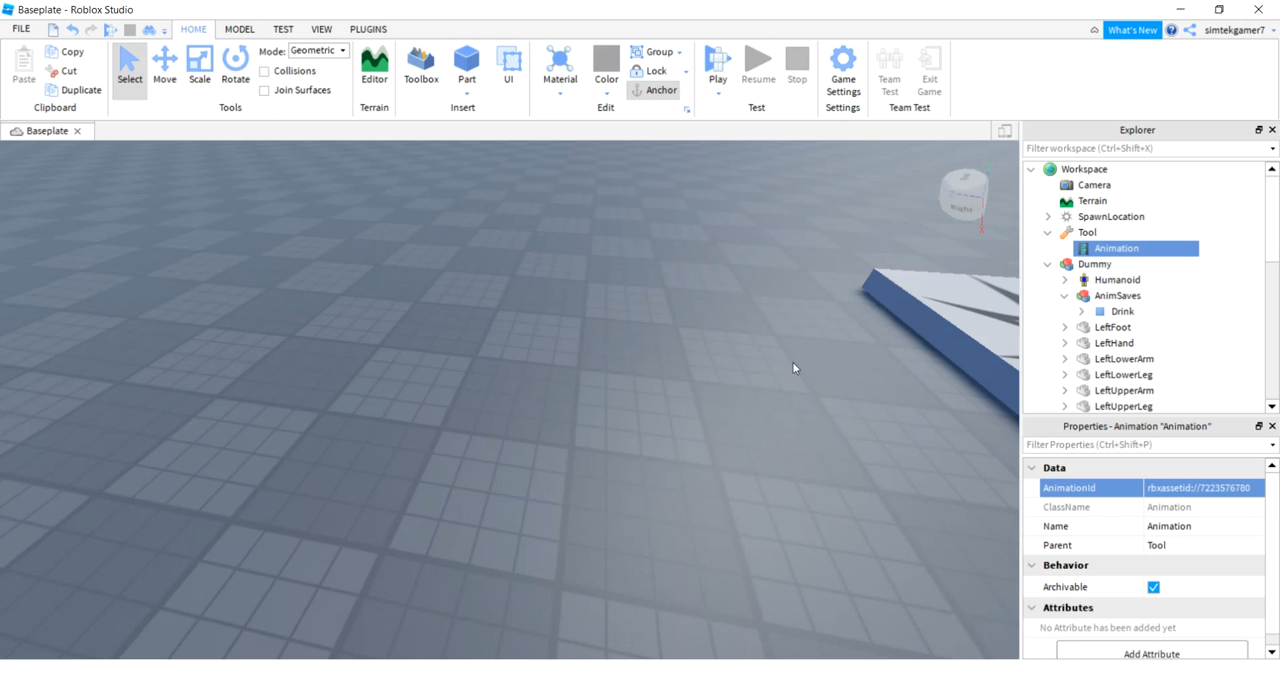 Baseplate - Roblox Studio
FILE HOME MODEL TEST VIEW PLUGINS What's New simtekgamer7
Paste Copy Cut Duplicate Clipboard
Select Move Scale Rotate Mode: Geometric Collisions Join Surfaces Tools
Editor Terrain
Toolbox Part UI Insert
Material Color Group Lock Anchor Edit
Play Resume Stop Test
Game Settings Settings
Team Test Exit Game Team Test
Baseplate
Explorer
Filter workspace (Ctrl+Shift+X)
Workspace
Camera
Terrain
SpawnLocation
Tool
Animation
Dummy
Humanoid
AnimSaves
Drink
LeftFoot
LeftHand
LeftLowerArm
LeftLowerLeg
LeftUpperArm
LeftUpperLeg
Properties - Animation "Animation"
Filter Properties (Ctrl+Shift+P)
Data
AnimationId rbxassetid://7223576780
ClassName Animation
Name Animation
Parent Tool
Behavior
Archivable
Attributes
No Attribute has been added yet
Add Attribute